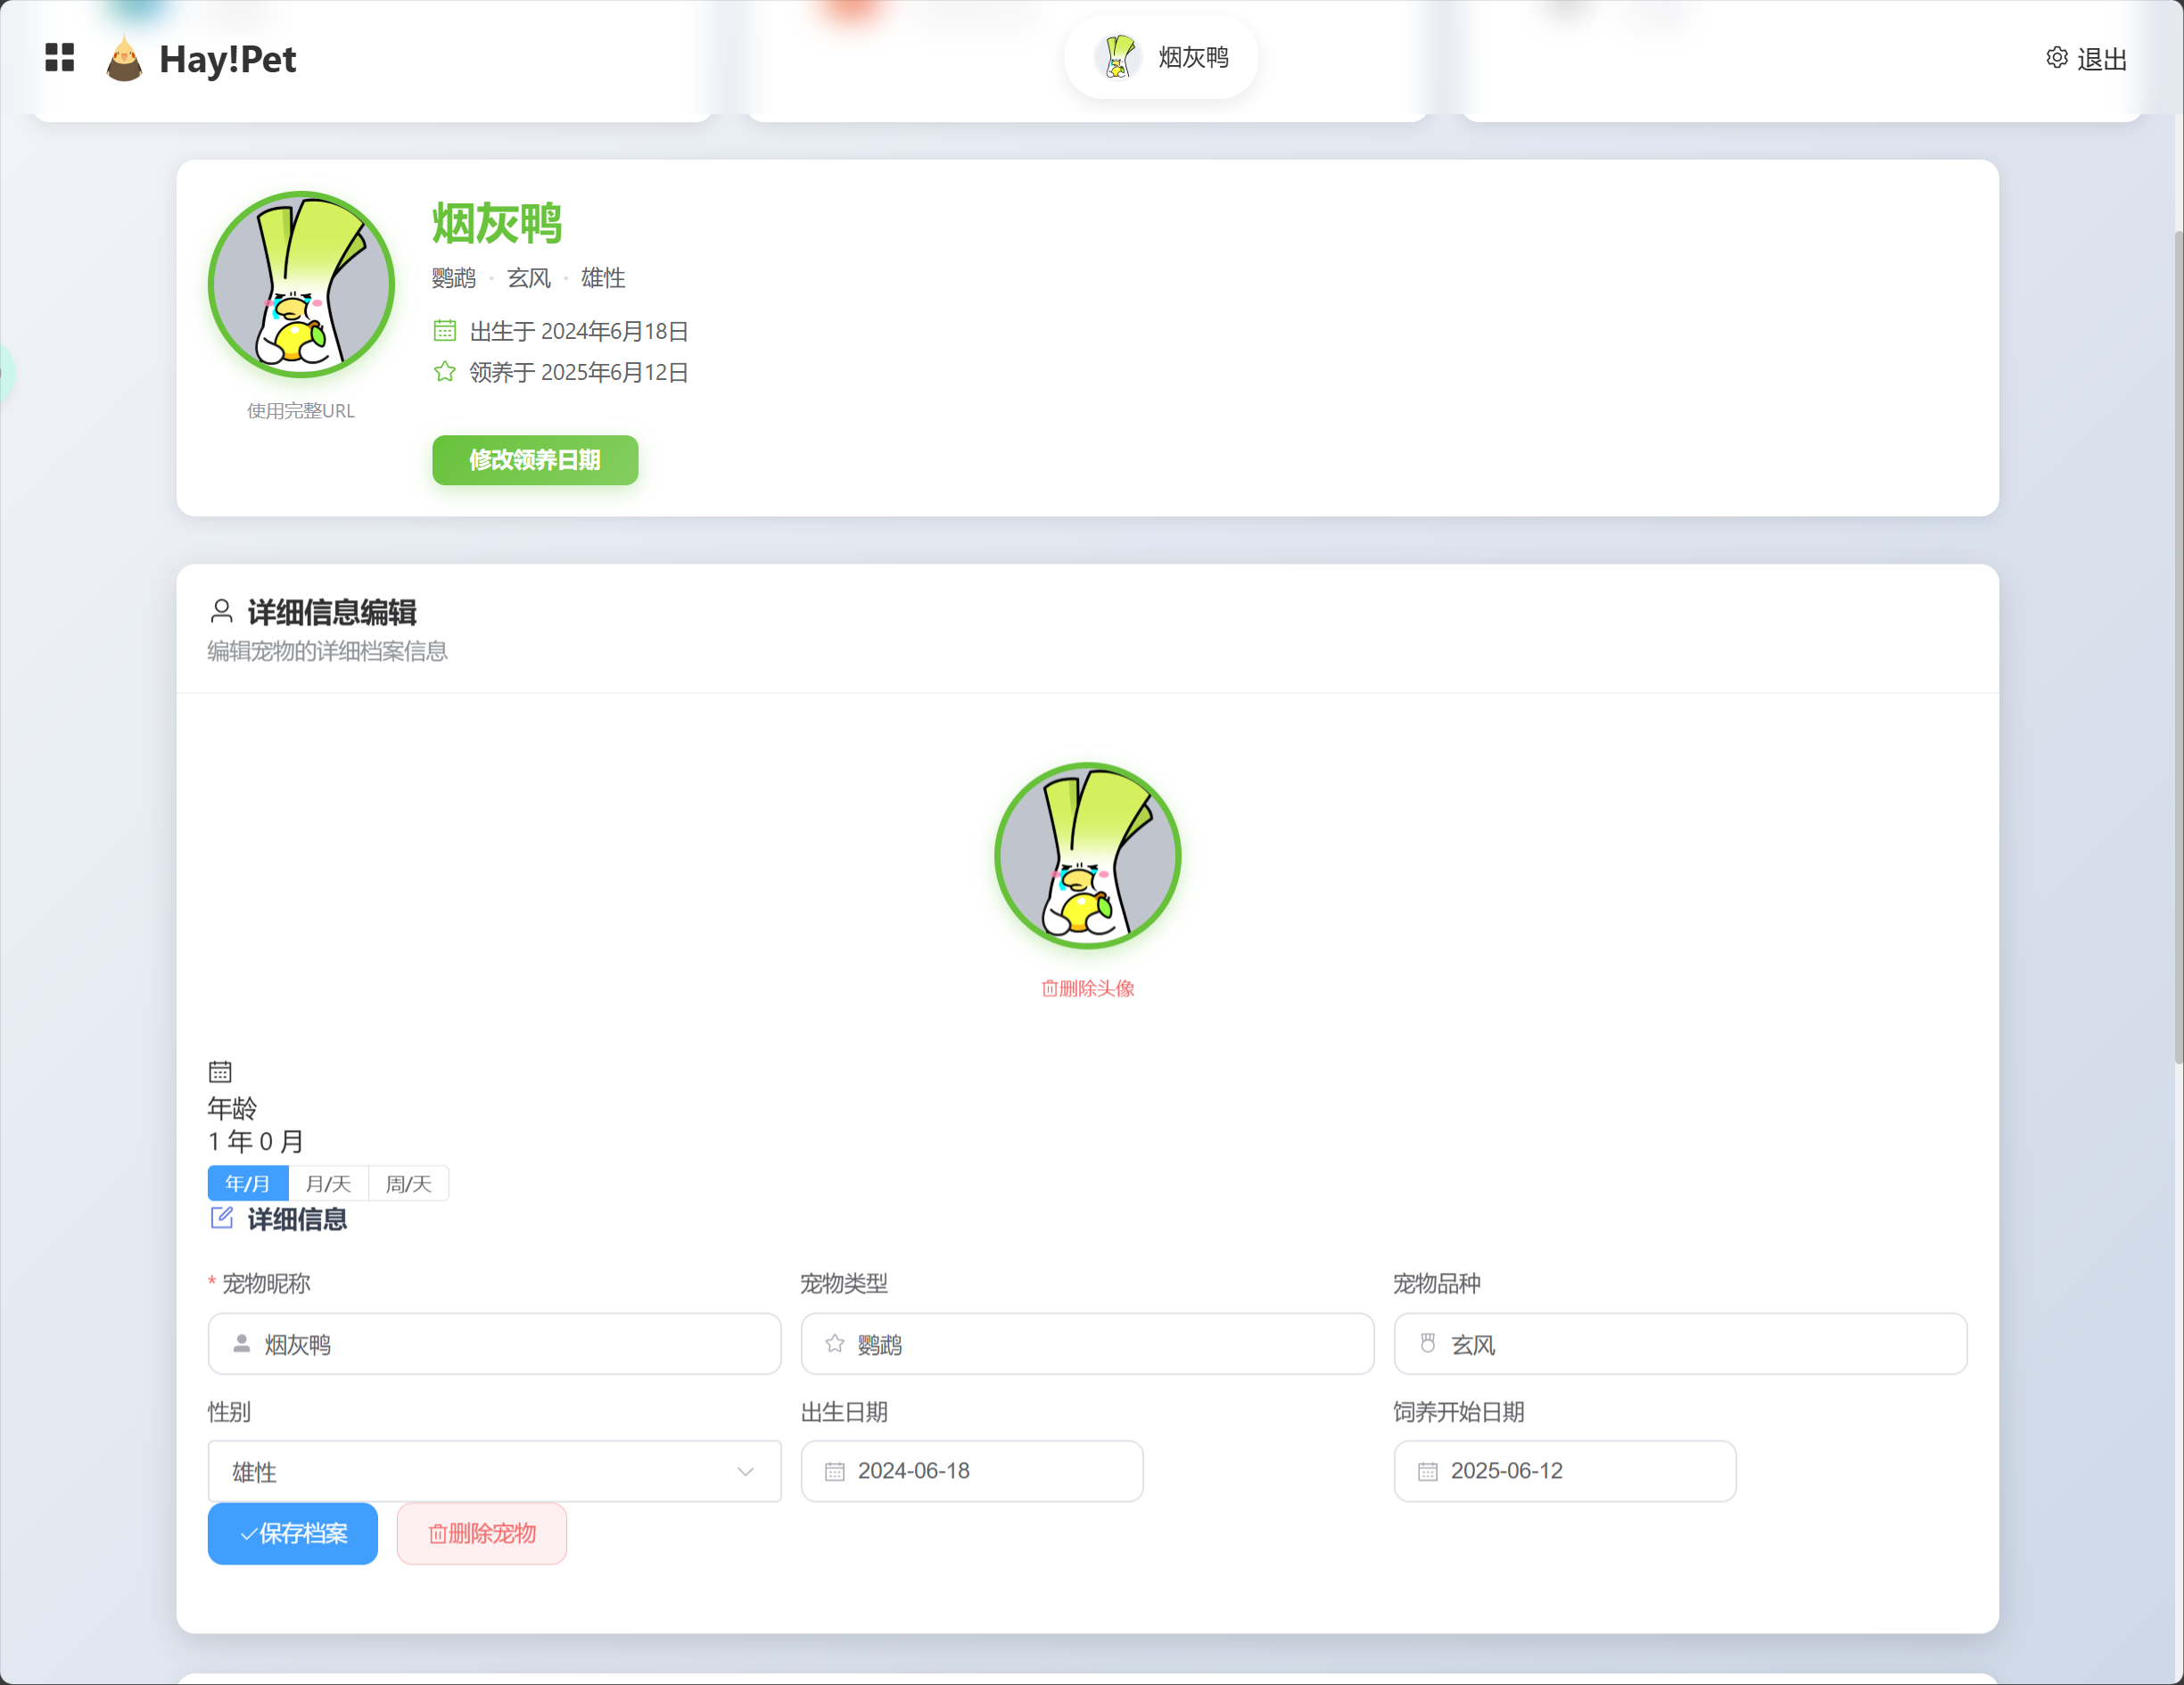 Hay!Pet
烟灰鸭
退出
烟灰鸭
鹦鹉 · 玄风 · 雄性
出生于 2024年6月18日
领养于 2025年6月12日
使用完整URL
修改领养日期
详细信息编辑
编辑宠物的详细档案信息
删除头像
年龄
1 年 0 月
年/月 月/天 周/天
详细信息
* 宠物昵称 宠物类型 宠物品种
烟灰鸭 鹦鹉 玄风
性别 出生日期 饲养开始日期
雄性 2024-06-18 2025-06-12
保存档案 删除宠物